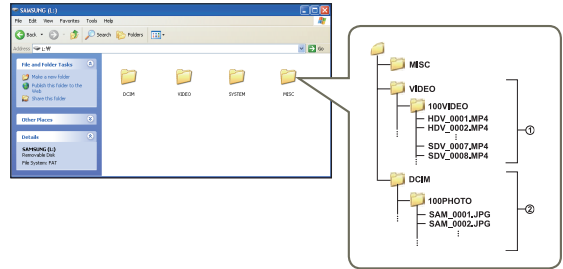 SAMSUNG (L:)
File Edit View Favorites Tools Help
Back Search Folders
Address L:\ Go
File and Folder Tasks
Make a new folder
Publish this folder to the
Web
Share this folder
Other Places
Details
SAMSUNG (L:)
Removable Disk
File System: FAT
DCIM VIDEO SYSTEM MISC
MISC
VIDEO
100VIDEO
HDV_0001.MP4
HDV_0002.MP4
SDV_0007.MP4
SDV_0008.MP4
①
DCIM
100PHOTO
SAM_0001.JPG
SAM_0002.JPG
②